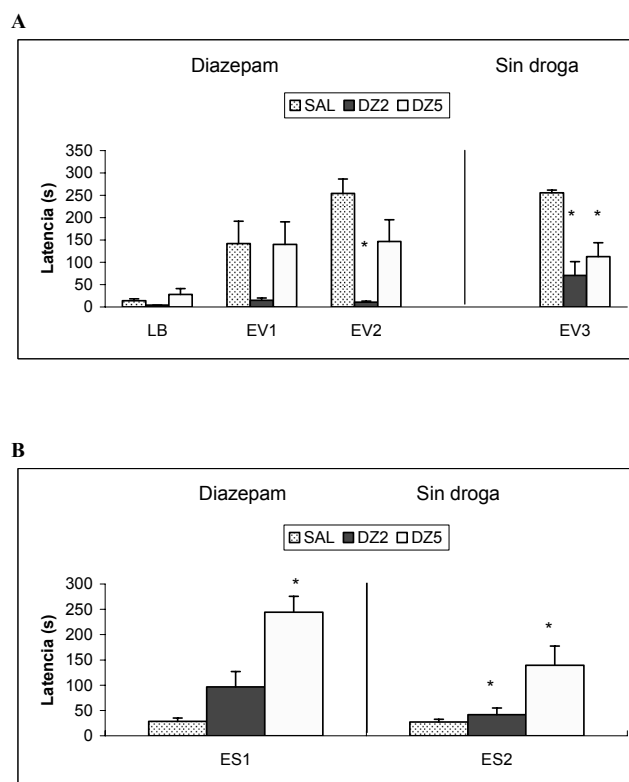 A
Diazepam Sin droga
SAL DZ2 DZ5
350
300
250
200
150
100
50
0
Latencia (s)
* * *
LB EV1 EV2 EV3
B
Diazepam Sin droga
SAL DZ2 DZ5
300
250
200
150
100
50
0
Latencia (s)
*
*
*
ES1 ES2